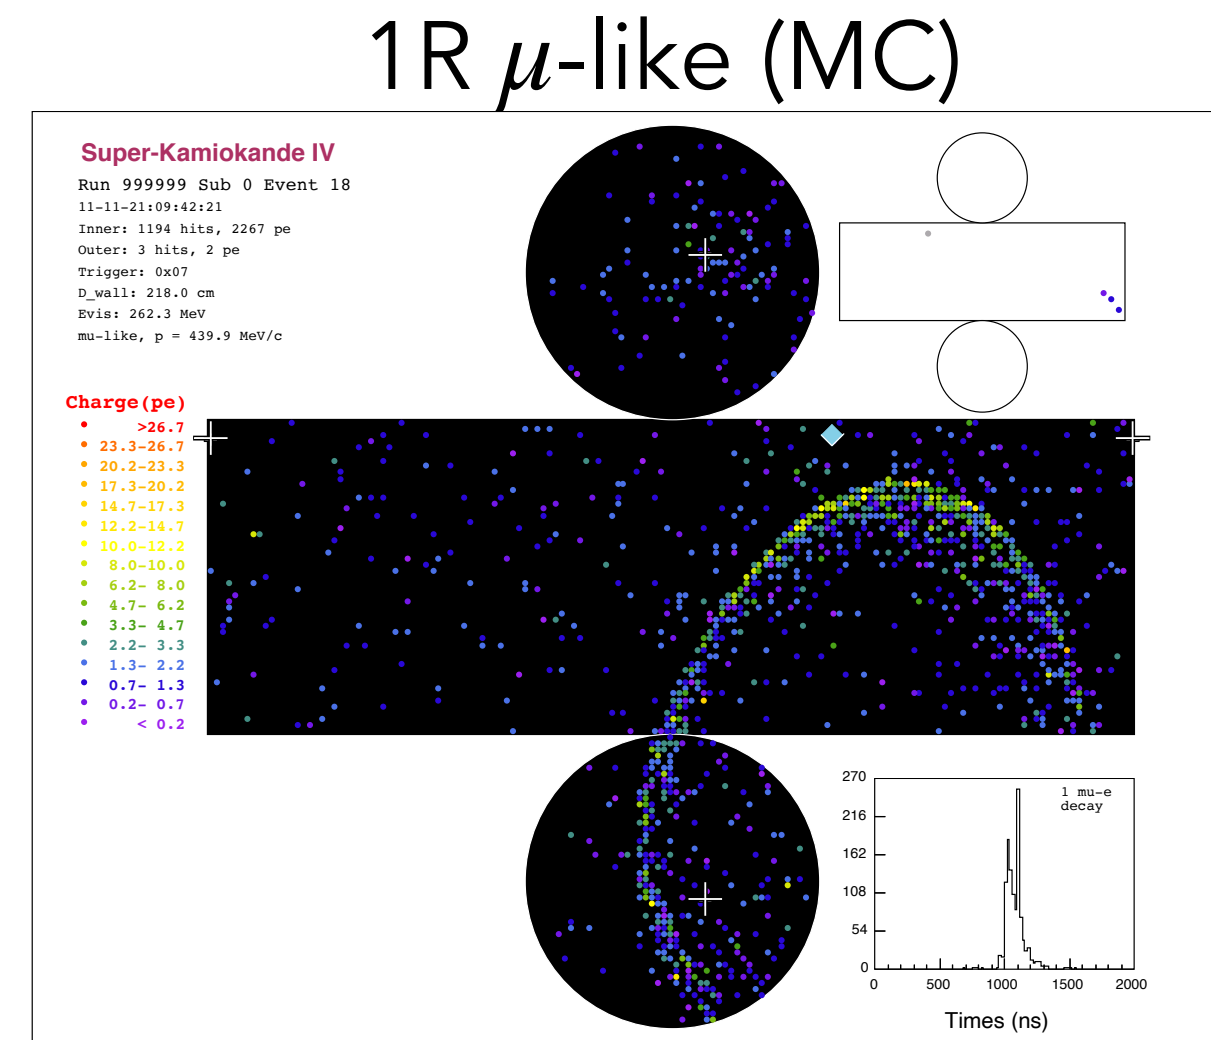 1R μ-like (MC)
Super-Kamiokande IV
Run 999999 Sub 0 Event 18
11-11-21:09:42:21
Inner: 1194 hits, 2267 pe
Outer: 3 hits, 2 pe
Trigger: 0x07
D_wall: 218.0 cm
Evis: 262.3 MeV
mu-like, p = 439.9 MeV/c
Charge(pe)
>26.7
23.3-26.7
20.2-23.3
17.3-20.2
14.7-17.3
12.2-14.7
10.0-12.2
8.0-10.0
6.2- 8.0
4.7- 6.2
3.3- 4.7
2.2- 3.3
1.3- 2.2
0.7- 1.3
0.2- 0.7
< 0.2
1 mu-e
decay
270
216
162
108
54
0
0 500 1000 1500 2000
Times (ns)